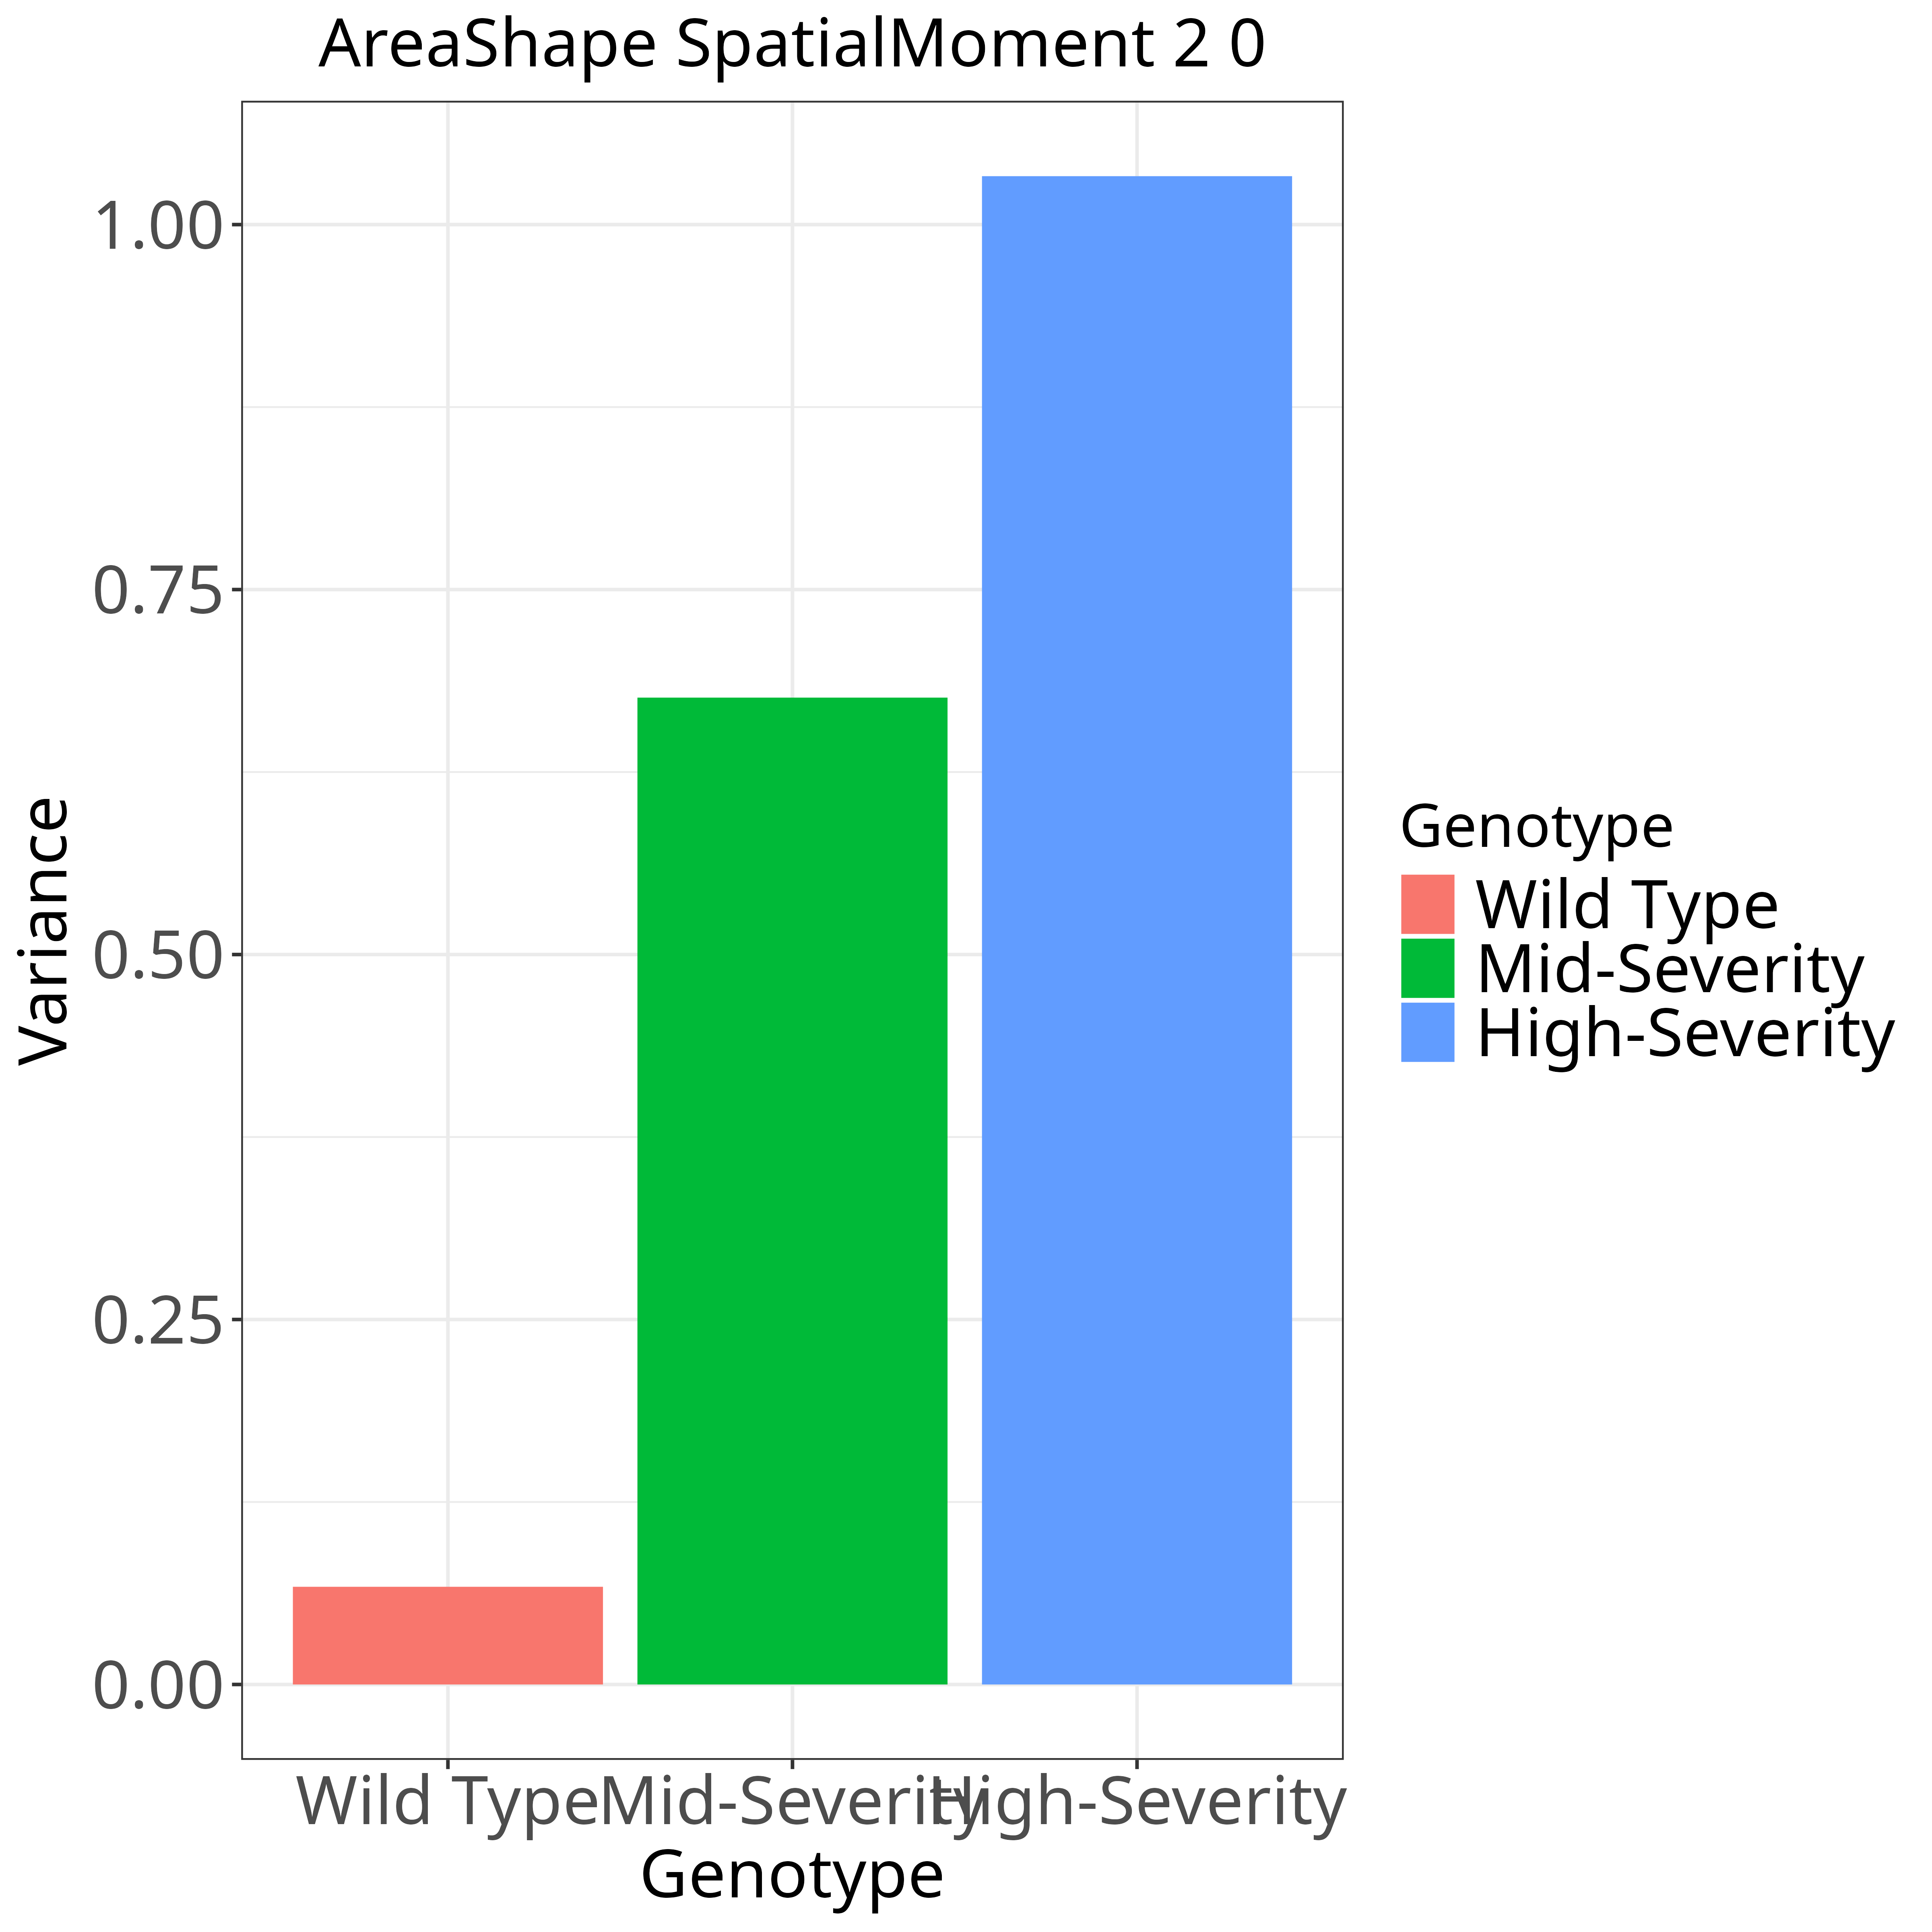 AreaShape SpatialMoment 2 0
Variance
1.00
0.75
0.50
0.25
0.00
Wild Type Mid-Severity High-Severity
Genotype
Genotype
Wild Type
Mid-Severity
High-Severity